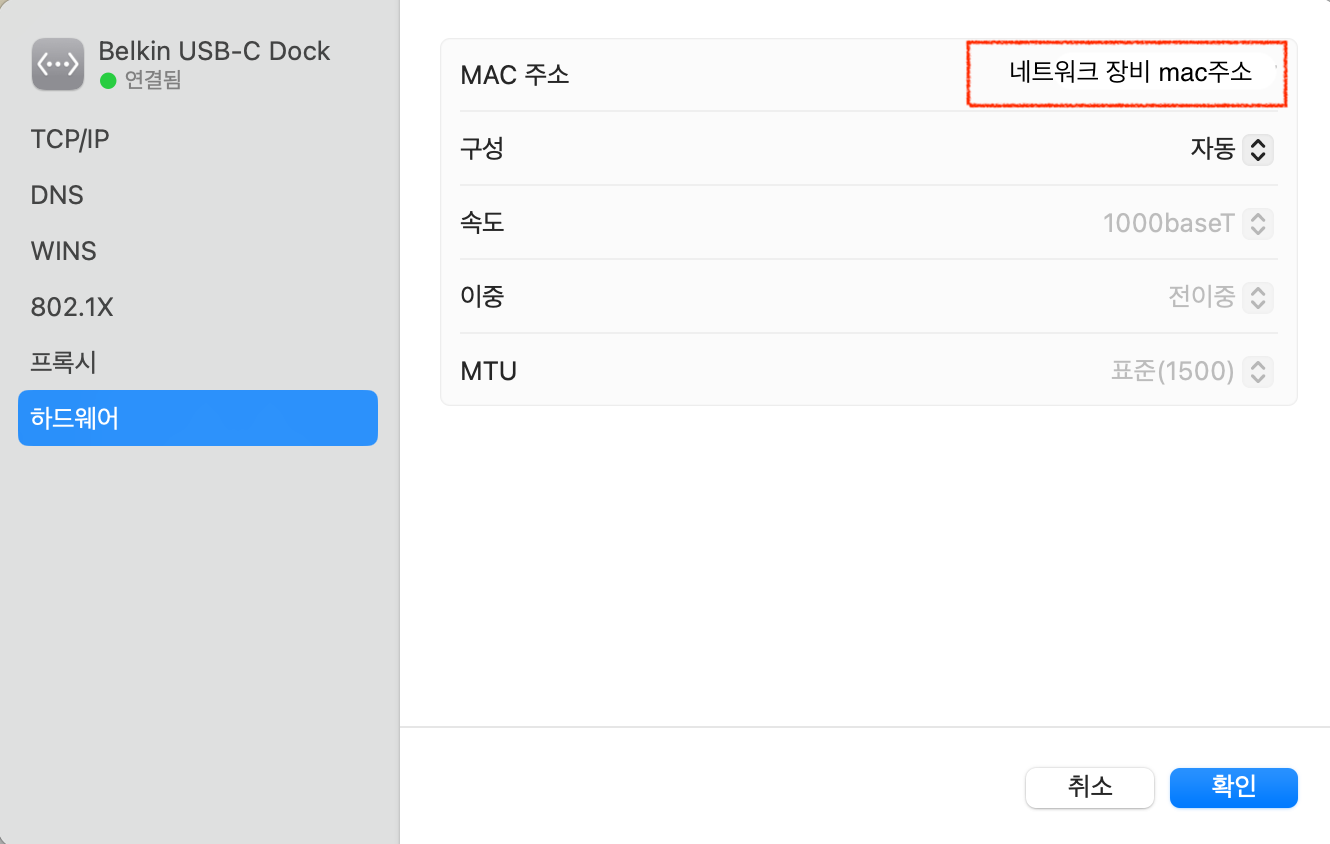 Belkin USB-C Dock
연결됨
TCP/IP
DNS
WINS
802.1X
프록시
하드웨어
MAC 주소 네트워크 장비 mac주소
구성 자동
속도 1000baseT
이중 전이중
MTU 표준(1500)
취소 확인